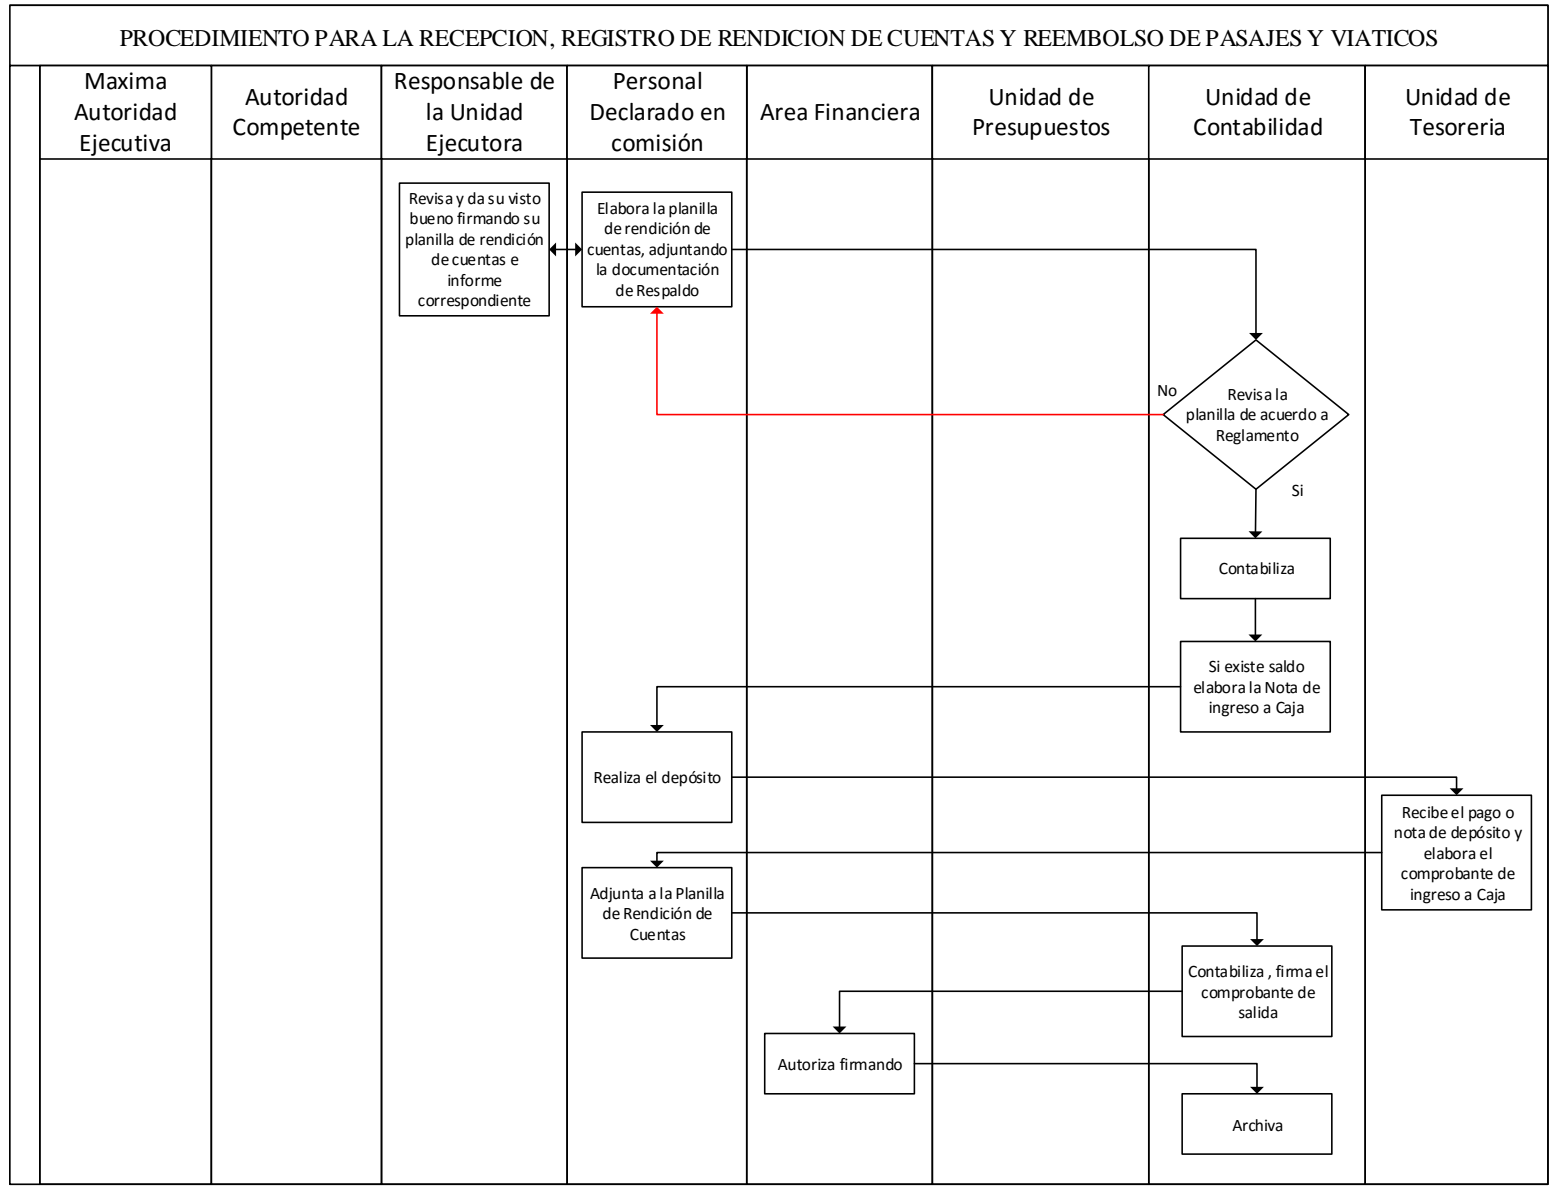 PROCEDIMIENTO PARA LA RECEPCION, REGISTRO DE RENDICION DE CUENTAS Y REEMBOLSO DE PASAJES Y VIATICOS
Maxima
Autoridad
Ejecutiva
Autoridad
Competente
Responsable de
la Unidad
Ejecutora
Personal
Declarado en
comisión
Area Financiera
Unidad de
Presupuestos
Unidad de
Contabilidad
Unidad de
Tesoreria
Revisa y da su visto
bueno firmando su
planilla de rendición
de cuentas e
informe
correspondiente
Elabora la planilla
de rendición de
cuentas, adjuntando
la documentación
de Respaldo
No
Revisa la
planilla de acuerdo a
Reglamento
Si
Contabiliza
Si existe saldo
elabora la Nota de
ingreso a Caja
Realiza el depósito
Recibe el pago o
nota de depósito y
elabora el
comprobante de
ingreso a Caja
Adjunta a la Planilla
de Rendición de
Cuentas
Contabiliza , firma el
comprobante de
salida
Autoriza firmando
Archiva